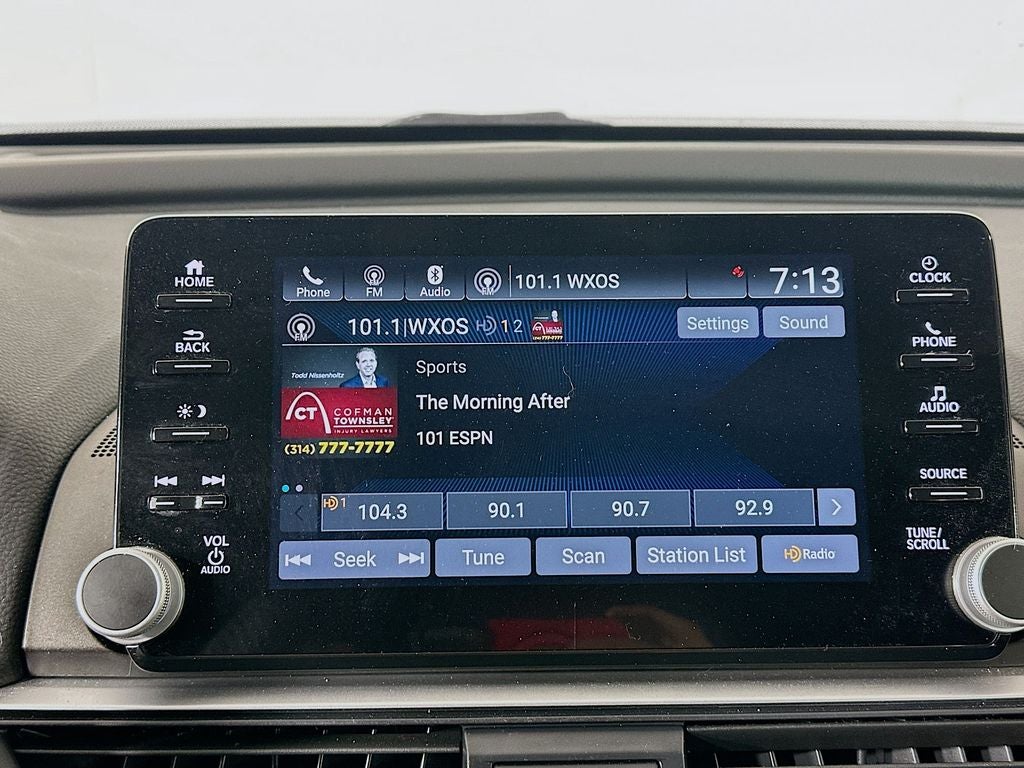 HOME
BACK
VOL
AUDIO
Phone
FM
Audio
FM
101.1 WXOS
7:13
FM
101.1|WXOS HD 1 2
Settings
Sound
Todd Nissenholtz
CT
COFMAN
TOWNSLEY
INJURY LAWYERS
(314) 777-7777
Sports
The Morning After
101 ESPN
HD 1
104.3
90.1
90.7
92.9
Seek
Tune
Scan
Station List
HD Radio
CLOCK
PHONE
AUDIO
SOURCE
TUNE/
SCROLL